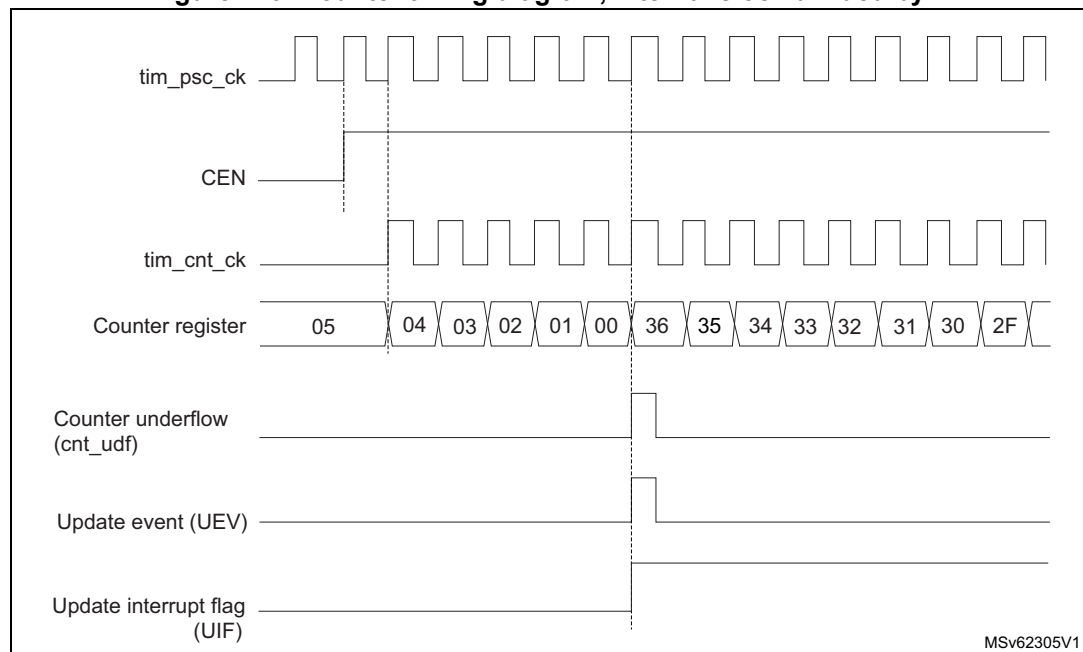 tim_psc_ck
CEN
tim_cnt_ck
Counter register 05 04 03 02 01 00 36 35 34 33 32 31 30 2F
Counter underflow
(cnt_udf)
Update event (UEV)
Update interrupt flag
(UIF)
MSv62305V1